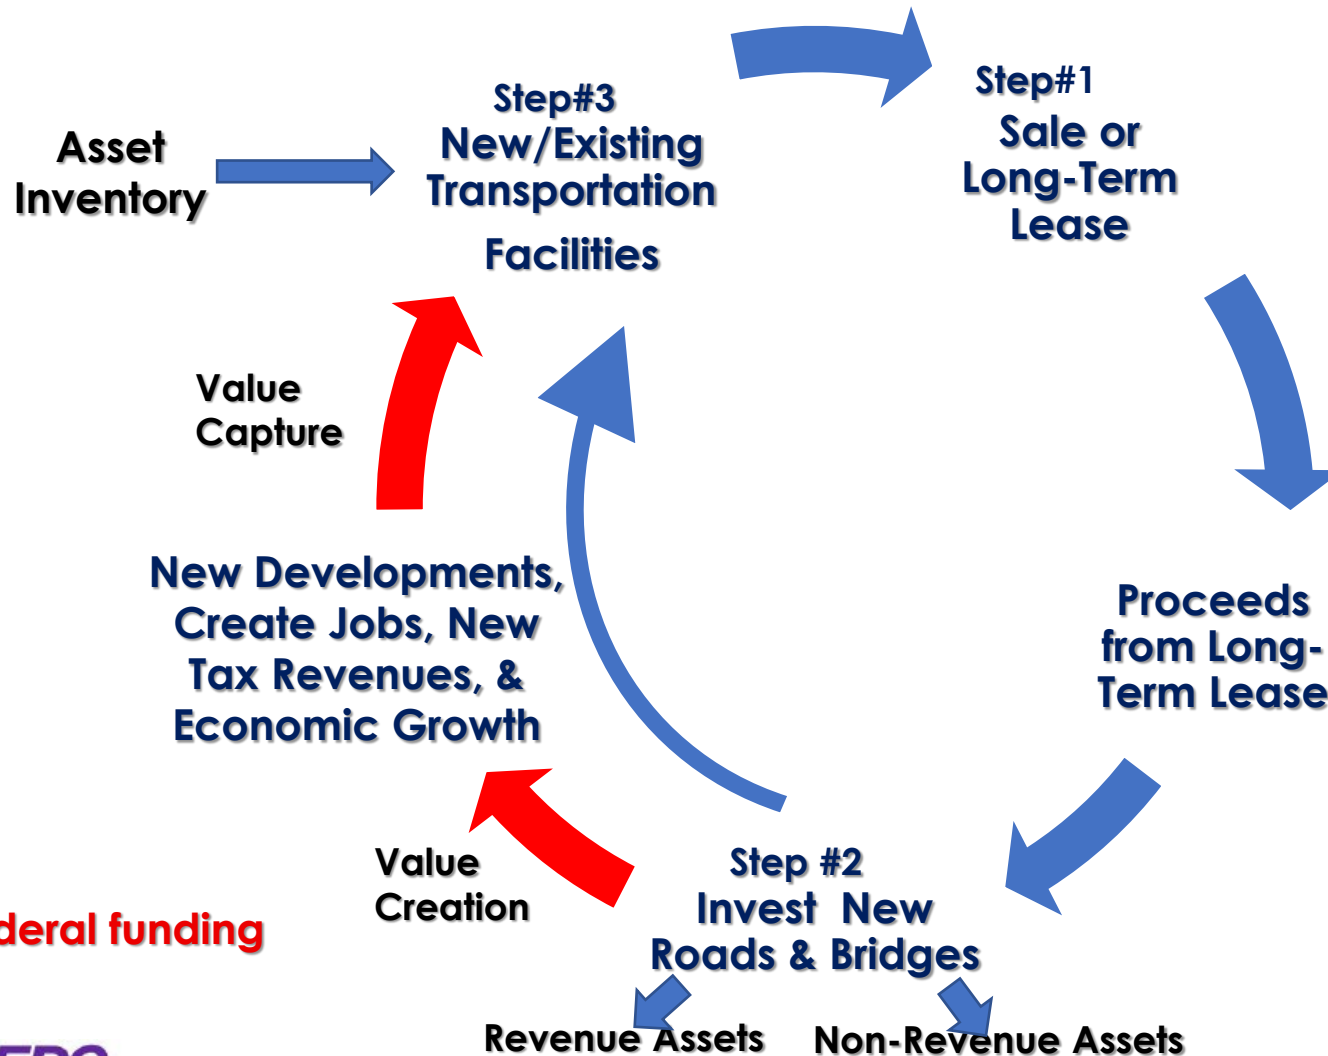 Step#3
New/Existing
Transportation
Facilities
Asset
Inventory
Step#1
Sale or
Long-Term
Lease
Value
Capture
New Developments,
Create Jobs, New
Tax Revenues, &
Economic Growth
Proceeds
from Long-
Term Lease
Value
Creation
Step #2
Invest New
Roads & Bridges
deral funding
Revenue Assets
Non-Revenue Assets